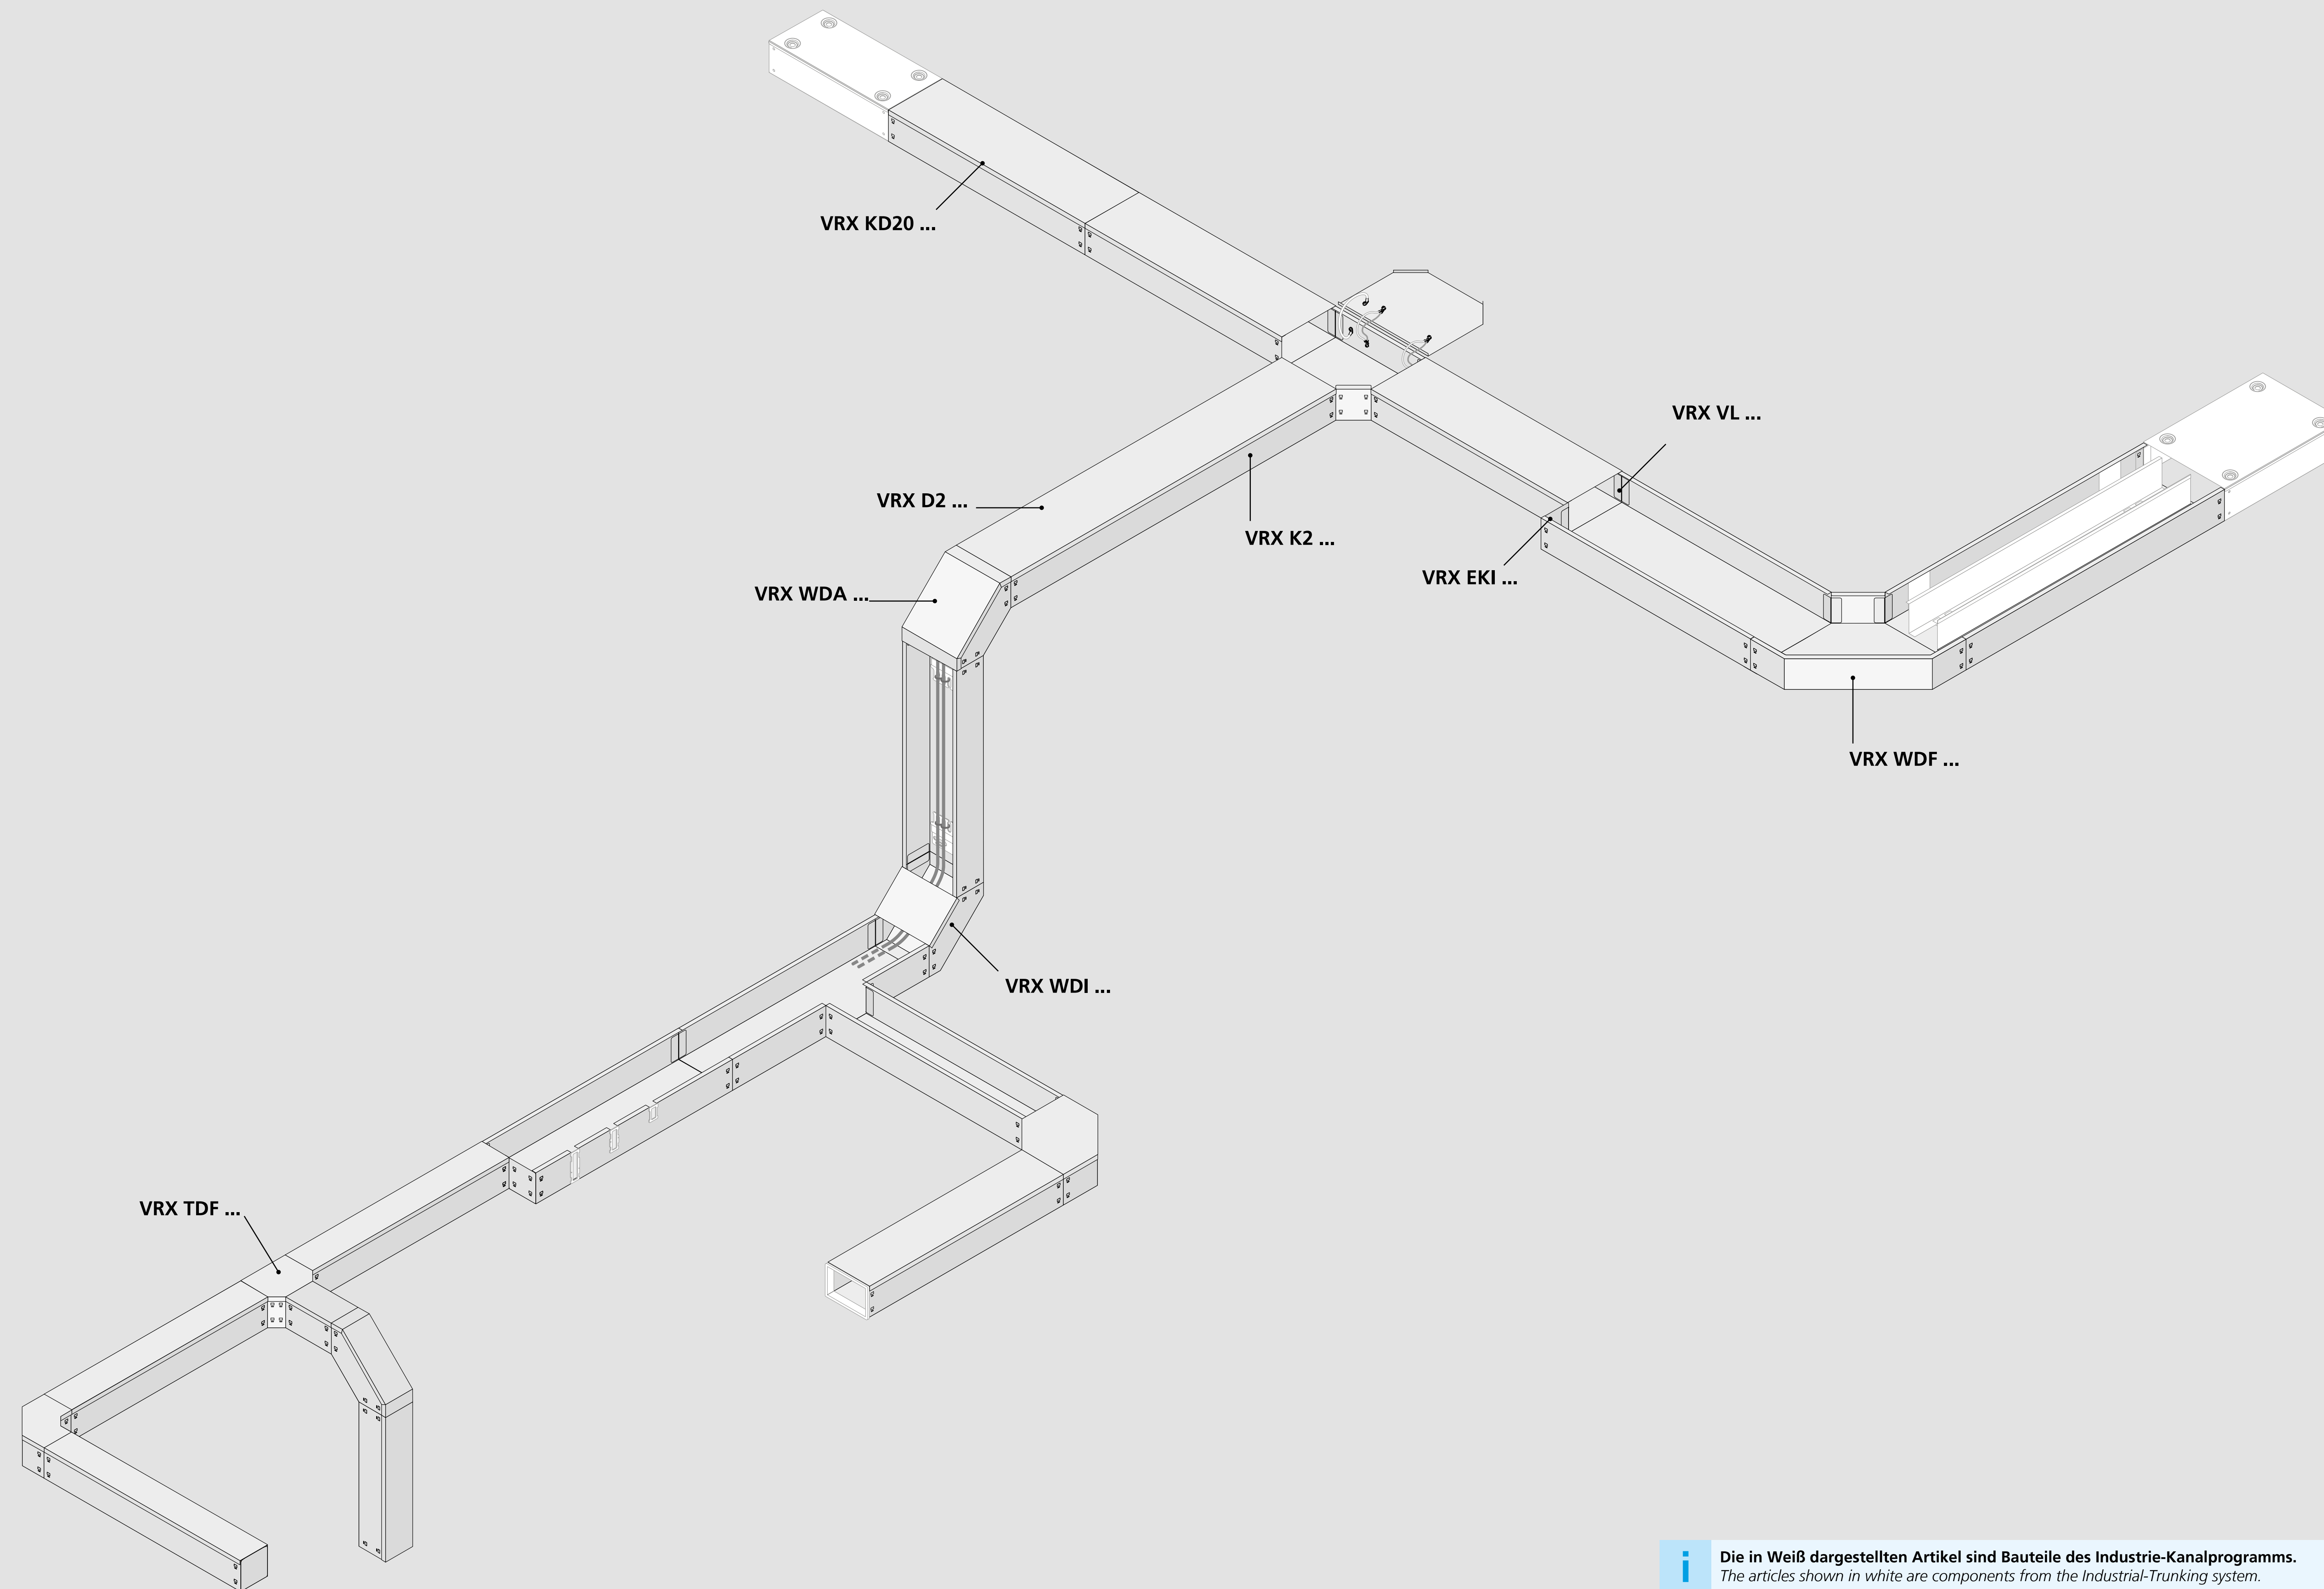 VRX KD20 ...
VRX VL ...
VRX D2 ...
VRX K2 ...
VRX EKI ...
VRX WDA ...
VRX WDF ...
VRX WDI ...
VRX TDF ...
i
Die in Weiß dargestellten Artikel sind Bauteile des Industrie-Kanalprogramms.
The articles shown in white are components from the Industrial-Trunking system.